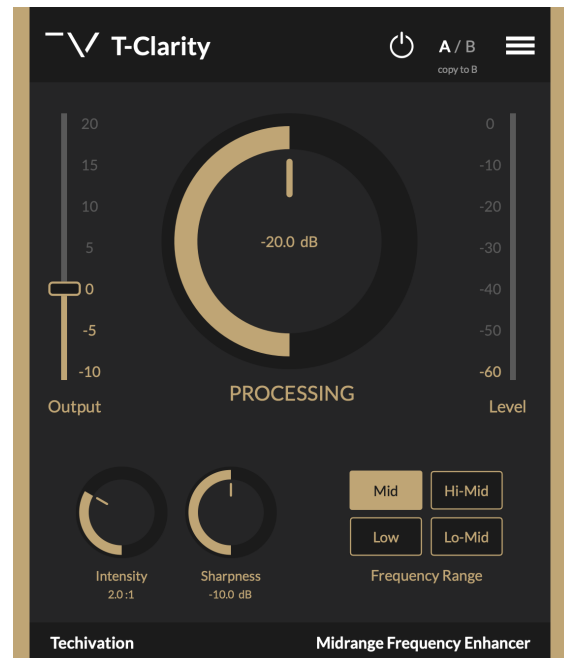 T-Clarity
A / B
copy to B
20
15
10
5
0
-5
-10
Output
-20.0 dB
PROCESSING
0
-10
-20
-30
-40
-50
-60
Level
Intensity
2.0:1
Sharpness
-10.0 dB
Mid
Hi-Mid
Low
Lo-Mid
Frequency Range
Techivation
Midrange Frequency Enhancer